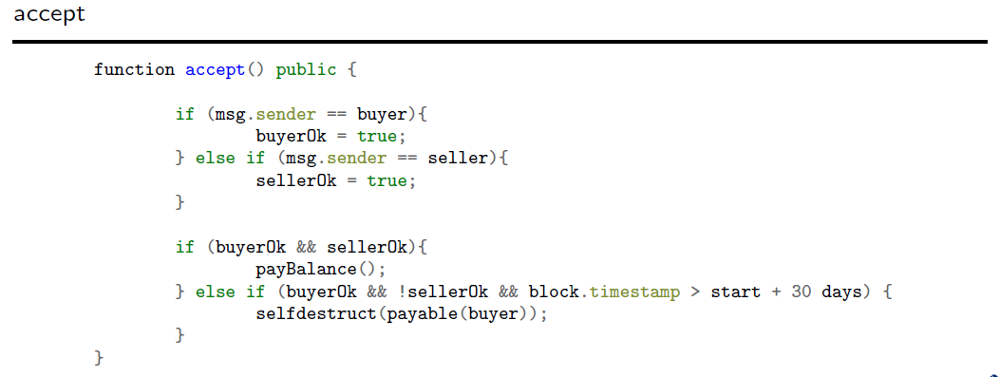 accept
function accept() public {
if (msg.sender == buyer){
buyerOk = true;
} else if (msg.sender == seller){
sellerOk = true;
}
if (buyerOk && sellerOk){
payBalance();
} else if (buyerOk && !sellerOk && block.timestamp > start + 30 days) {
selfdestruct(payable(buyer));
}
}